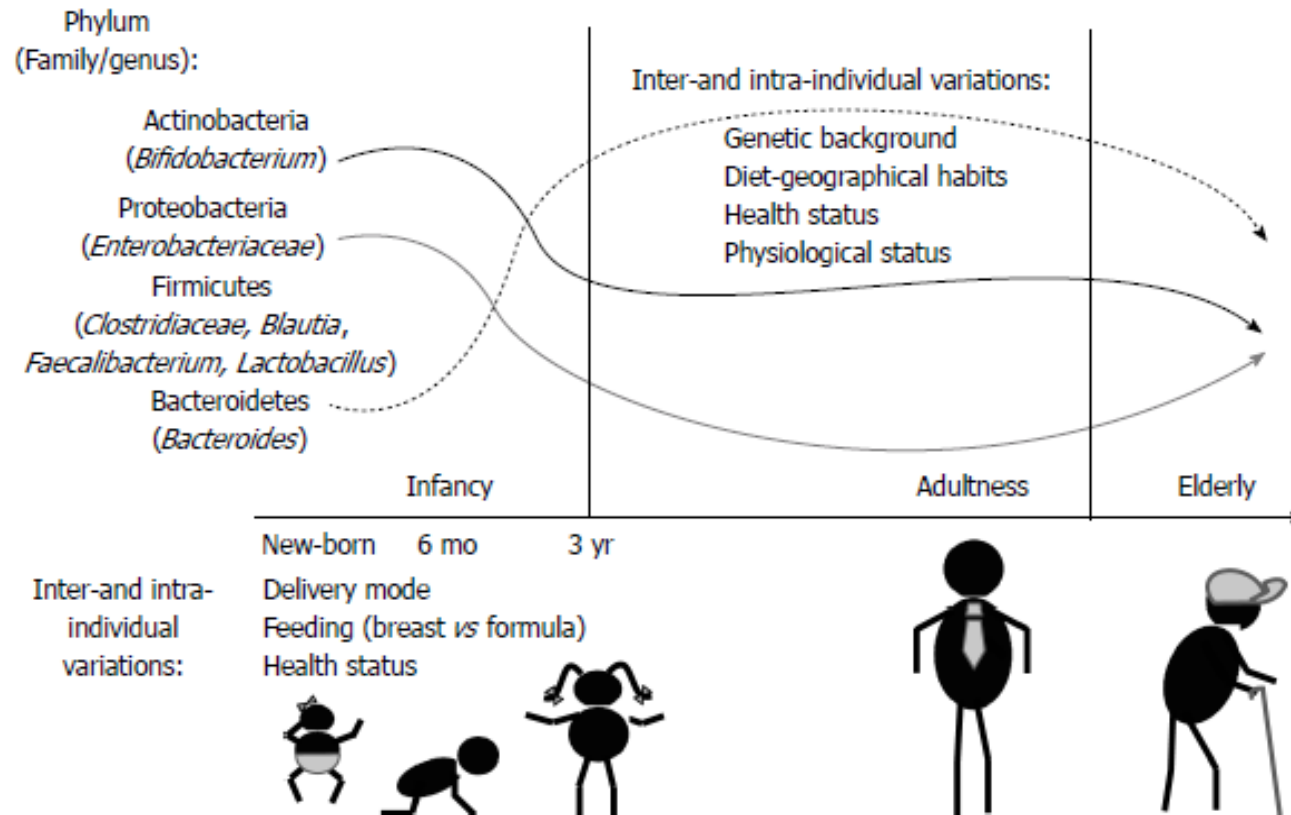 Phylum
(Family/genus):
Inter-and intra-individual variations:
Actinobacteria
(Bifidobacterium)
Genetic background
Diet-geographical habits
Proteobacteria
(Enterobacteriaceae)
Health status
Physiological status
Firmicutes
(Clostridiaceae, Blautia,
Faecalibacterium, Lactobacillus)
Bacteroidetes
(Bacteroides)
Infancy
Adultness
Elderly
New-born 6 mo 3 yr
Inter-and intra-
individual
variations:
Delivery mode
Feeding (breast vs formula)
Health status